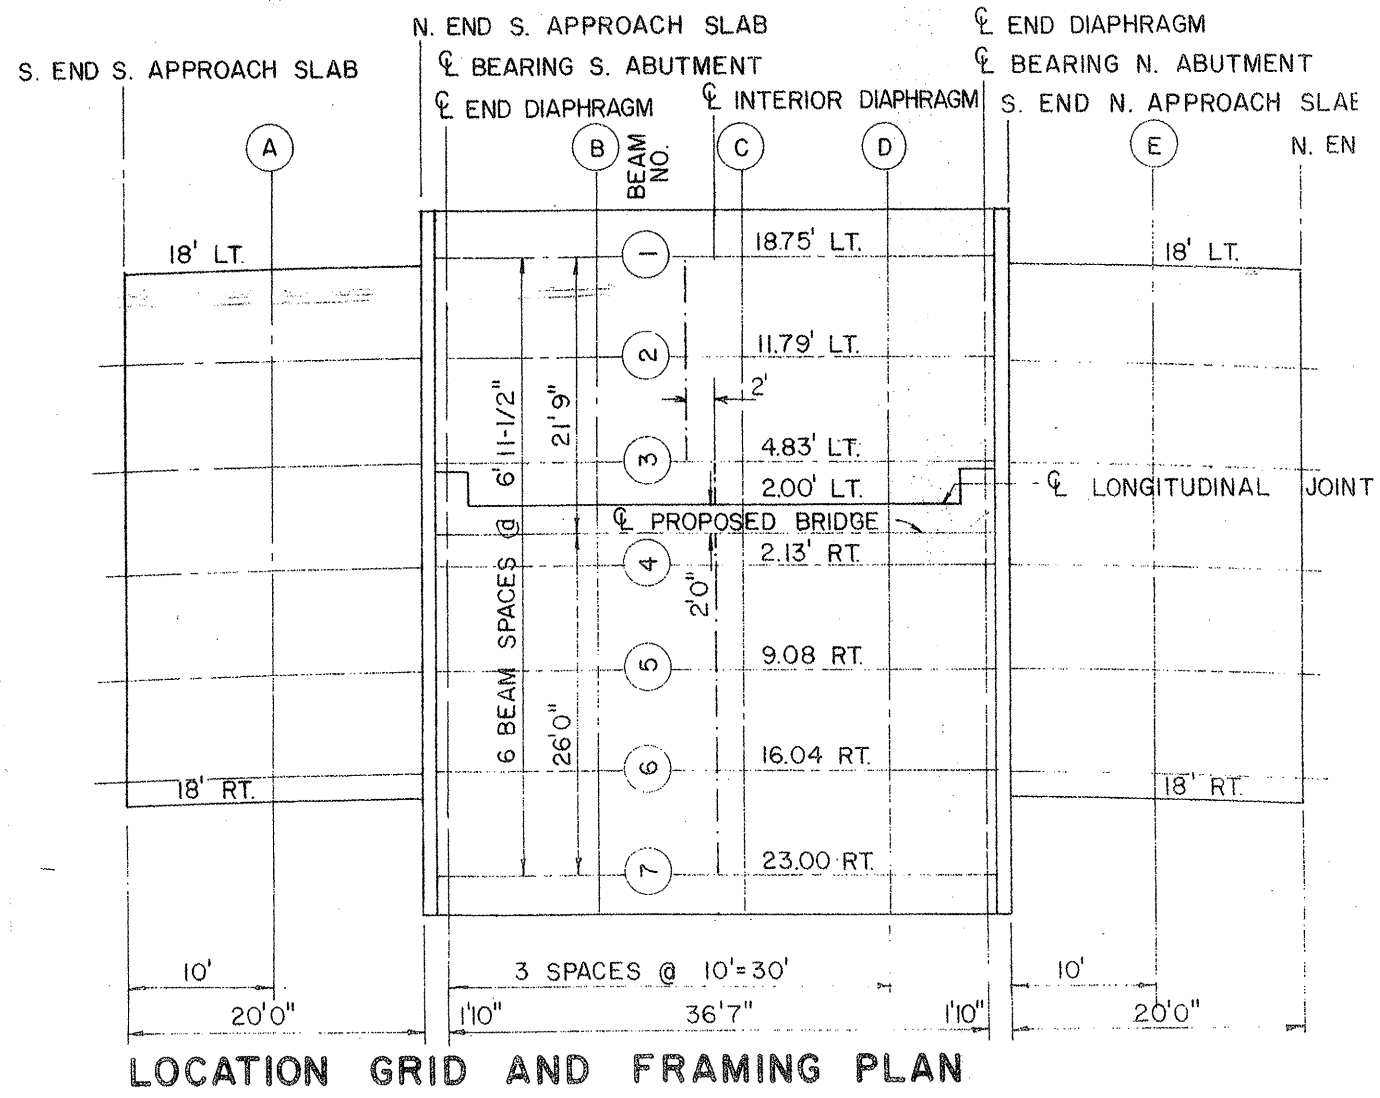 N. END S. APPROACH SLAB
℄ END DIAPHRAGM
S. END S. APPROACH SLAB
℄ BEARING S. ABUTMENT
℄ BEARING N. ABUTMENT
℄ END DIAPHRAGM
℄ INTERIOR DIAPHRAGM
S. END N. APPROACH SLAB
A
B
BEAM NO.
C
D
E
N. EN
18' LT.
1
18.75' LT.
18' LT.
2
11.79' LT.
2'
6 BEAM SPACES @ 6' 11-1/2"
21' 9"
3
4.83' LT.
2.00' LT.
℄ LONGITUDINAL JOINT
℄ PROPOSED BRIDGE
4
2.13' RT.
2'0"
5
9.08 RT.
26'0"
6
16.04 RT.
18' RT.
18' RT.
7
23.00 RT.
10'
3 SPACES @ 10'=30'
10'
20'0"
1'10"
36'7"
1'10"
20'0"
LOCATION GRID AND FRAMING PLAN